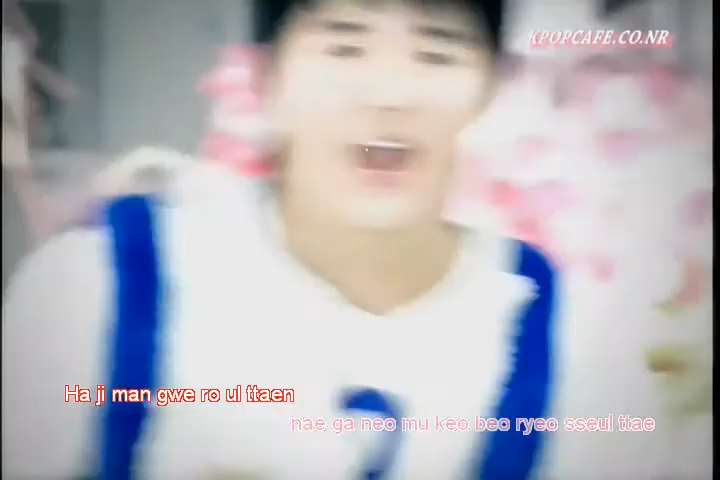 KPOPCAFE.CO.NR
Ha ji man gwe ro ul ttaen
nae ga neo mu keo beo ryeo sseul ttae